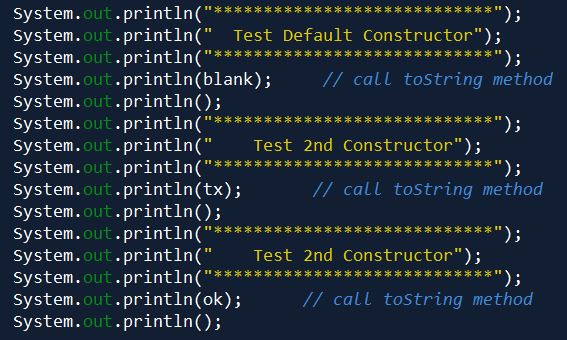 System.out.println("****************************");
System.out.println("  Test Default Constructor");
System.out.println("****************************");
System.out.println(blank);     // call toString method
System.out.println();
System.out.println("****************************");
System.out.println("    Test 2nd Constructor");
System.out.println("****************************");
System.out.println(tx);       // call toString method
System.out.println();
System.out.println("****************************");
System.out.println("    Test 2nd Constructor");
System.out.println("****************************");
System.out.println(ok);      // call toString method
System.out.println();